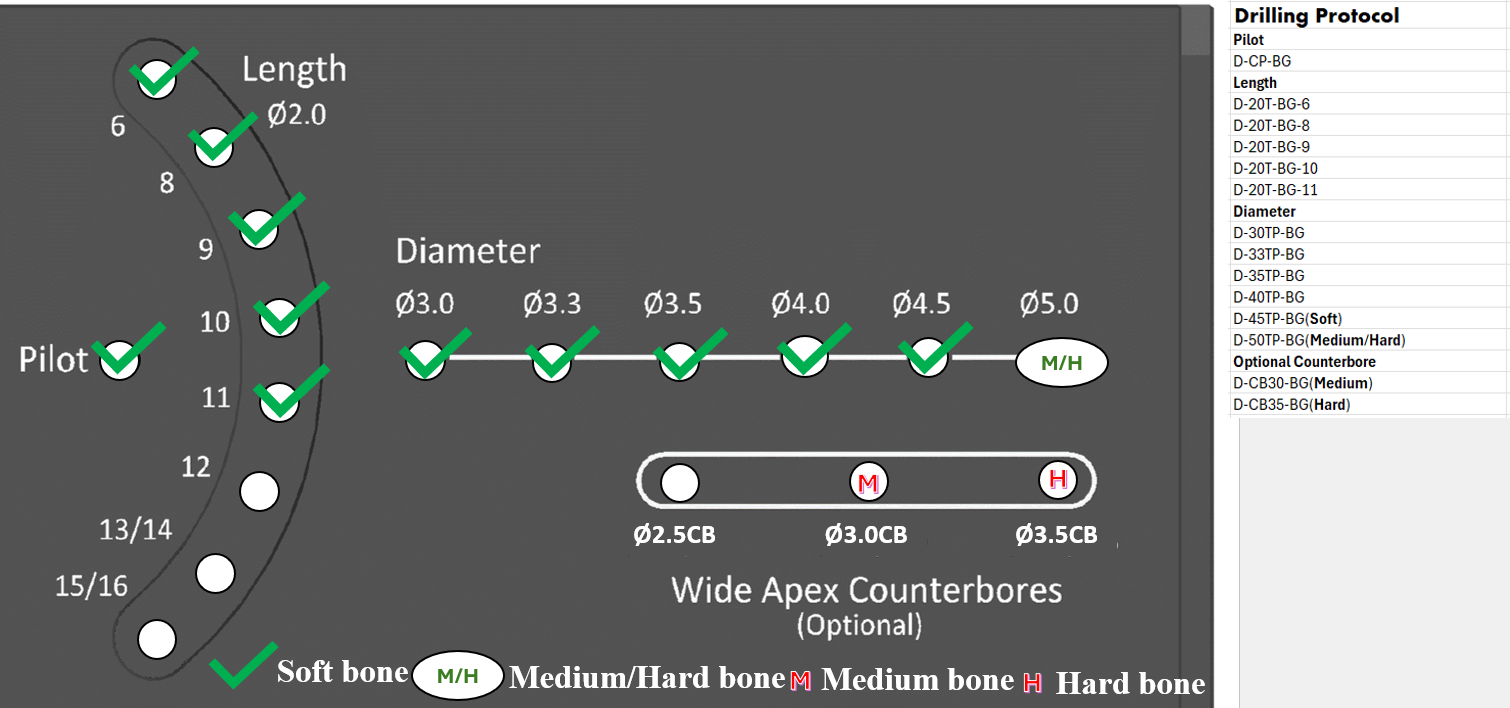 Length
Ø2.0
6
8
9
10
Pilot
11
12
13/14
15/16
Diameter
Ø3.0 Ø3.3 Ø3.5 Ø4.0 Ø4.5 Ø5.0
M/H
M H
Ø2.5CB Ø3.0CB Ø3.5CB
Wide Apex Counterbores
(Optional)
Soft bone M/H Medium/Hard bone M Medium bone H Hard bone
Drilling Protocol
Pilot
D-CP-BG
Length
D-20T-BG-6
D-20T-BG-8
D-20T-BG-9
D-20T-BG-10
D-20T-BG-11
Diameter
D-30TP-BG
D-33TP-BG
D-35TP-BG
D-40TP-BG
D-45TP-BG(Soft)
D-50TP-BG(Medium/Hard)
Optional Counterbore
D-CB30-BG(Medium)
D-CB35-BG(Hard)